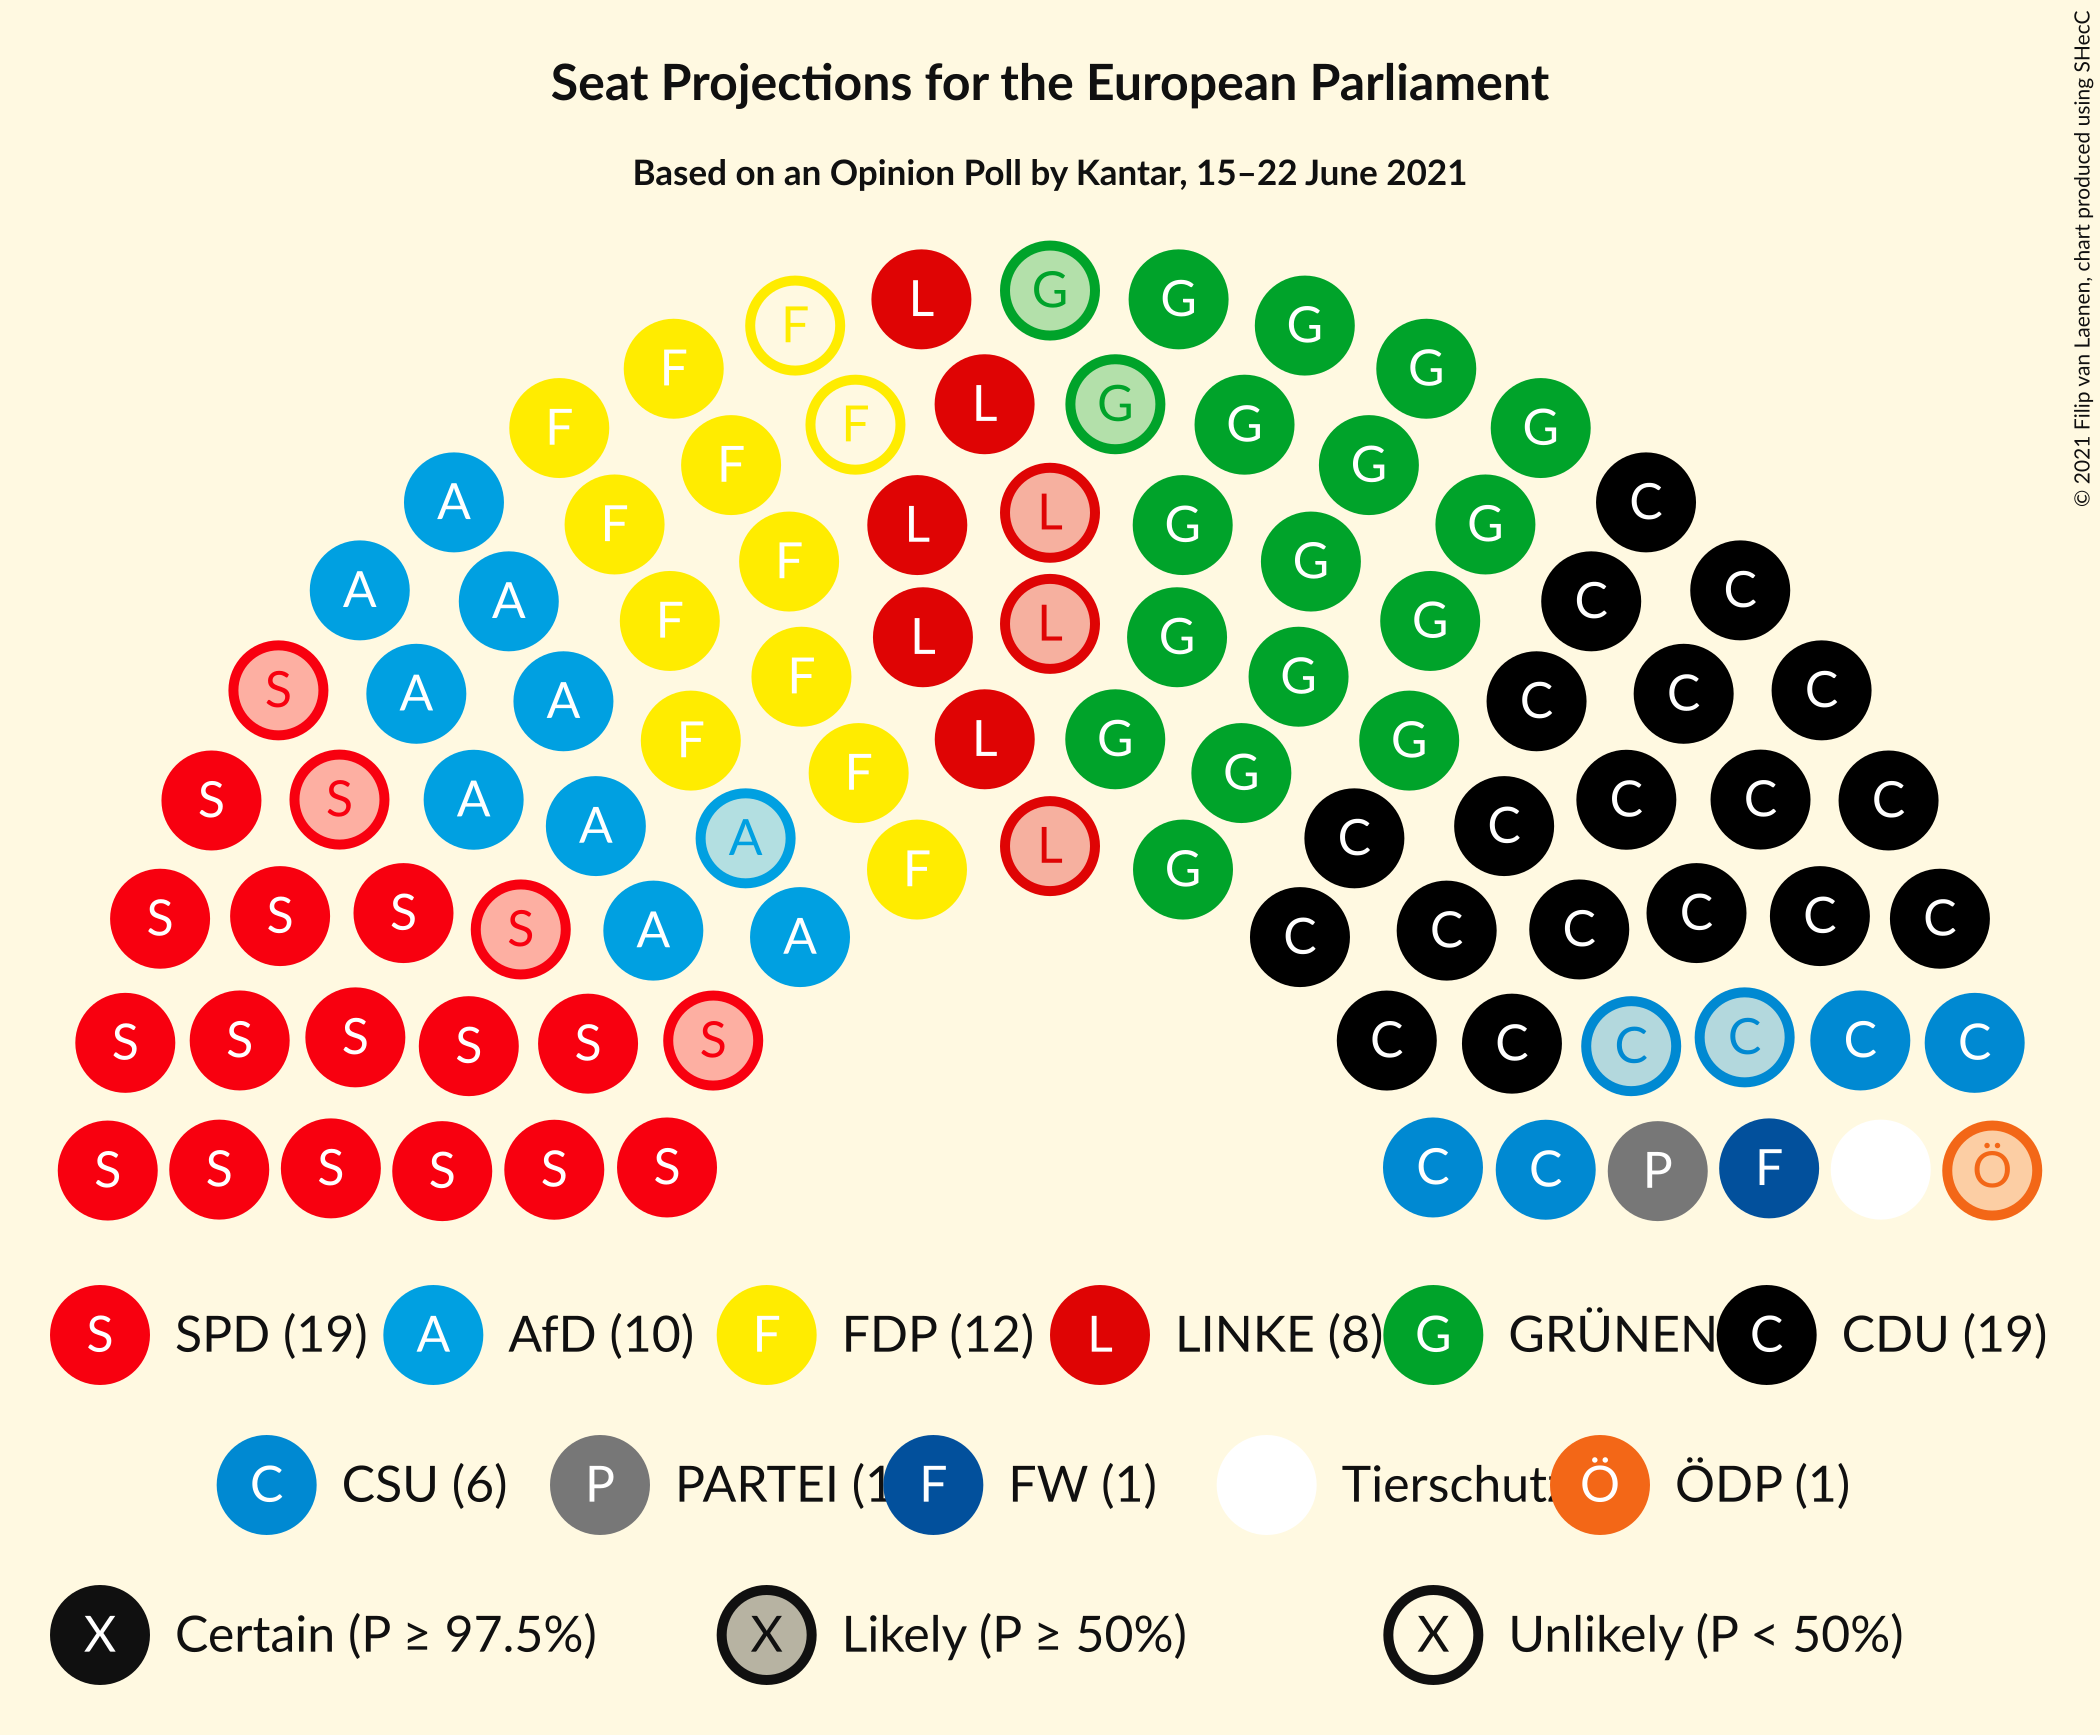 Seat Projections for the European Parliament
Based on an Opinion Poll by Kantar, 15–22 June 2021
© 2021 Filip van Laenen, chart produced using SHecC
L G G G
F F G
F L G G G
F F L G G
A F F L G G C
A A F F L G G G C C
S A A F F L G G C C C
S S A A F F L G G G C C C C C
S S S S A A A F F L G C C C C C C C C
S S S S S S C C C C C C
S S S S S S C C P F Ö
S SPD (19) A AfD (10) F FDP (12) L LINKE (8) G GRÜNEN C CDU (19)
C CSU (6) P PARTEI (1 F FW (1) Tierschutz Ö ÖDP (1)
X Certain (P ≥ 97.5%) X Likely (P ≥ 50%) X Unlikely (P < 50%)